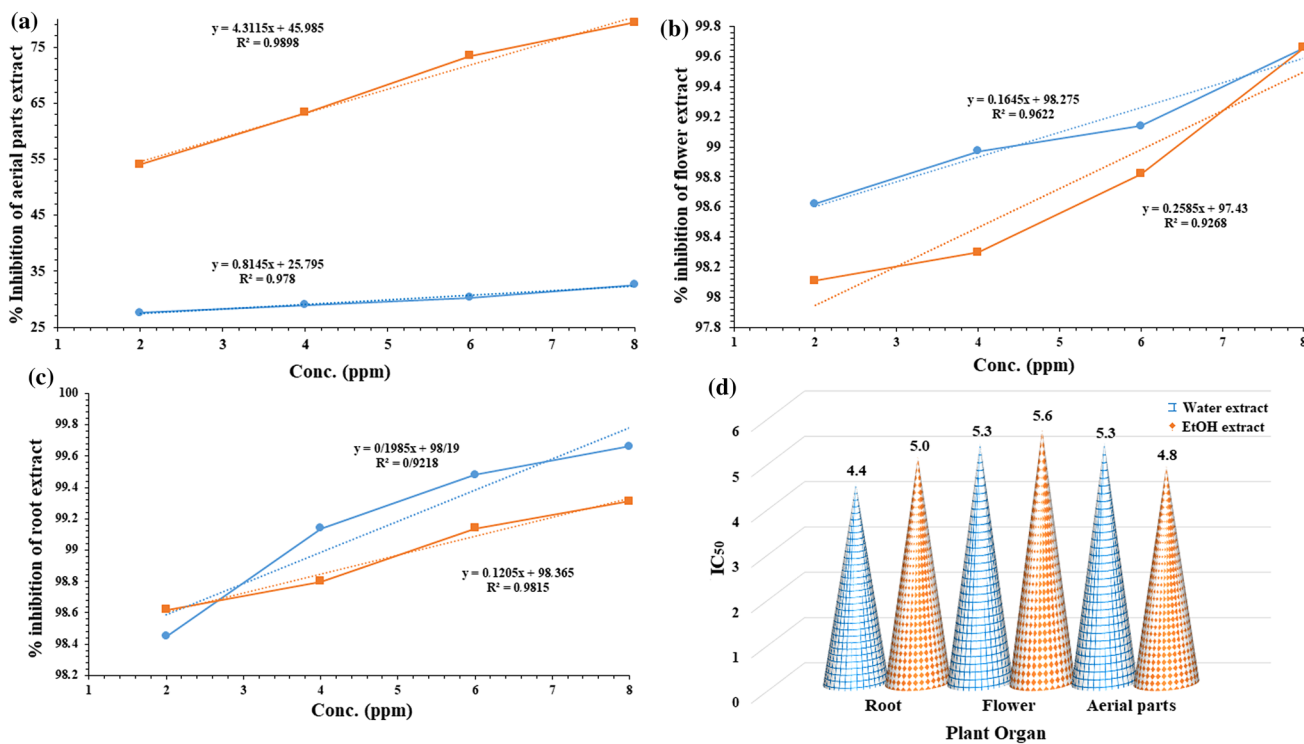 (a)
% Inhibition of aerial parts extract
75
65
55
45
35
25
y = 4.3115x + 45.985
R² = 0.9898
y = 0.8145x + 25.795
R² = 0.978
1 2 3 4 5 6 7 8
Conc. (ppm)
(b)
% inhibition of flower extract
99.8
99.6
99.4
99.2
99
98.8
98.6
98.4
98.2
98
97.8
y = 0.1645x + 98.275
R² = 0.9622
y = 0.2585x + 97.43
R² = 0.9268
1 2 3 4 5 6 7 8
Conc. (ppm)
(c)
% inhibition of root extract
100
99.8
99.6
99.4
99.2
99
98.8
98.6
98.4
98.2
y = 0/1985x + 98/19
R² = 0/9218
y = 0.1205x + 98.365
R² = 0.9815
1 2 3 4 5 6 7 8
Conc. (ppm)
(d)
Water extract
EtOH extract
IC50
6
5
4
3
2
1
0
4.4
5.0
5.3
5.6
5.3
4.8
Root Flower Aerial parts
Plant Organ